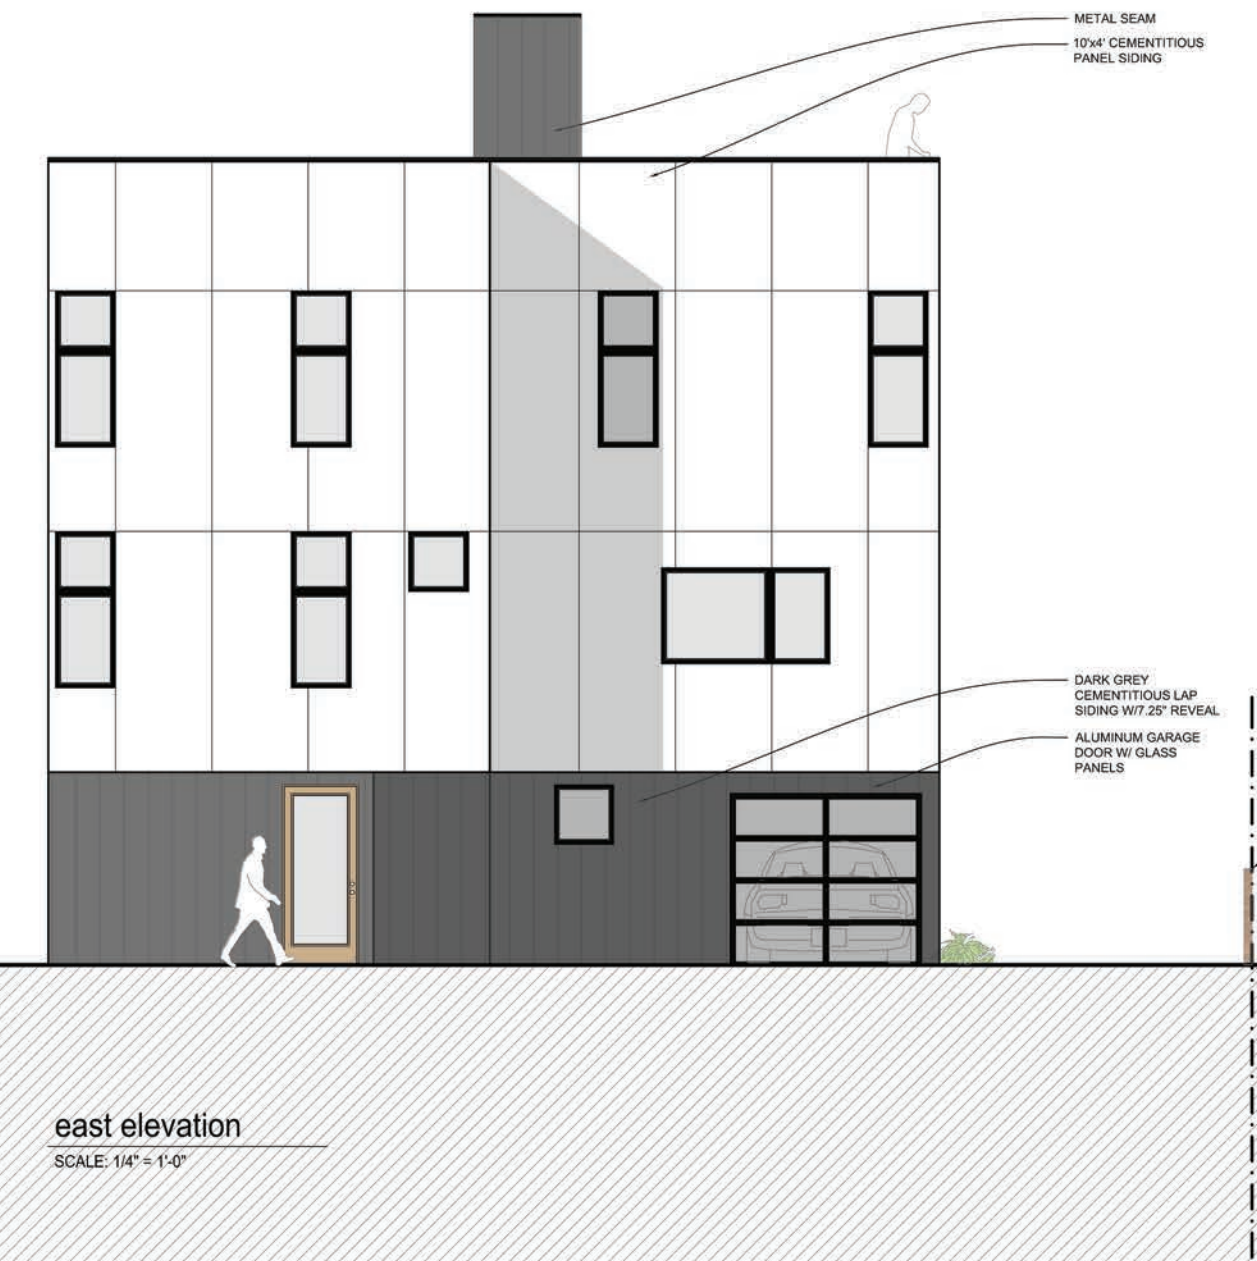 METAL SEAM
10'x4' CEMENTITIOUS
PANEL SIDING
DARK GREY
CEMENTITIOUS LAP
SIDING W/7.25" REVEAL
ALUMINUM GARAGE
DOOR W/ GLASS
PANELS
east elevation
SCALE: 1/4" = 1'-0"